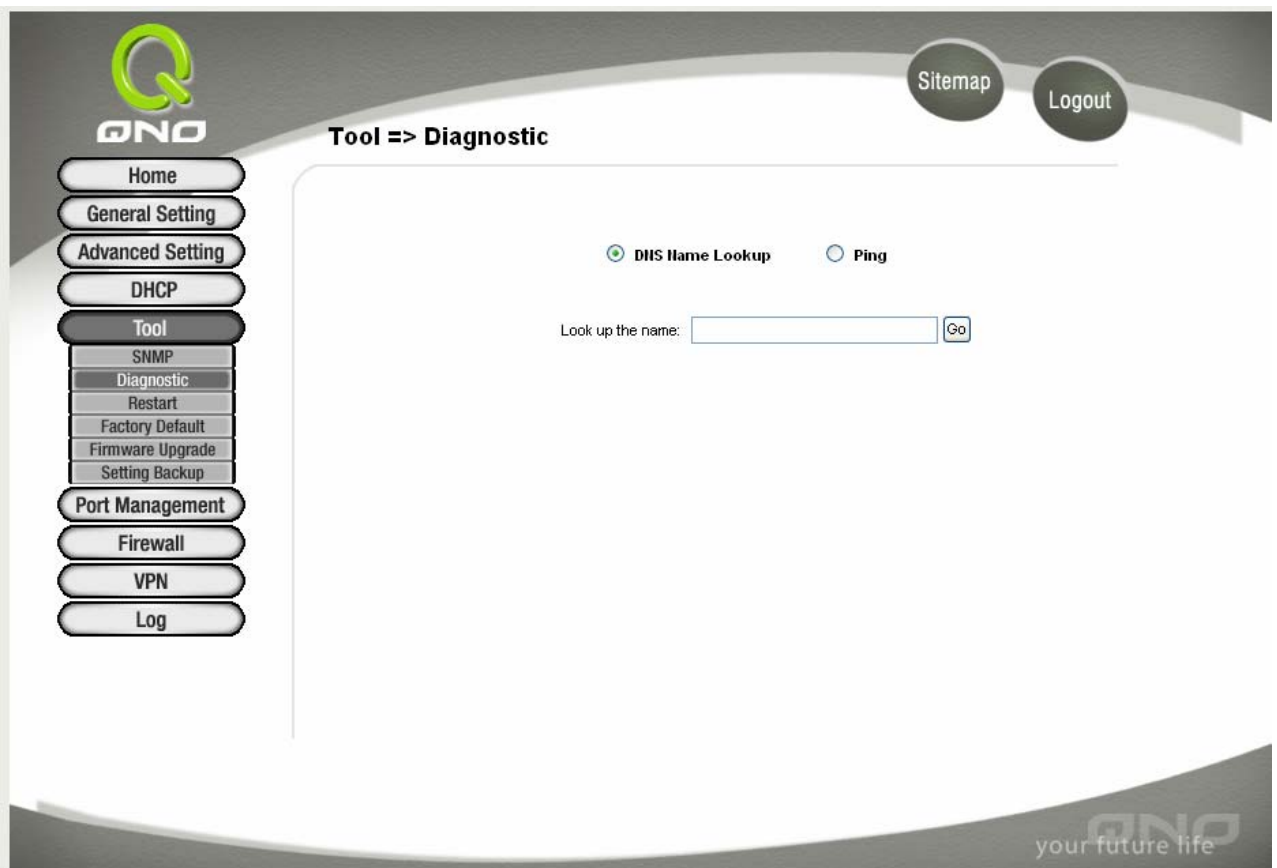 QNO
Sitemap
Logout
Tool => Diagnostic
Home
General Setting
Advanced Setting
DHCP
Tool
SNMP
Diagnostic
Restart
Factory Default
Firmware Upgrade
Setting Backup
Port Management
Firewall
VPN
Log
DNS Name Lookup
Ping
Look up the name:
Go
QNO
your future life